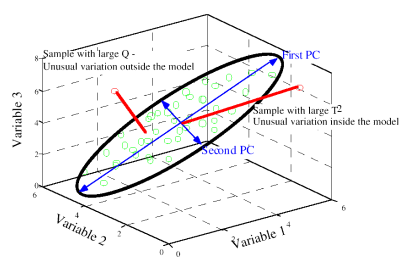 8
Sample with large Q -
Unusual variation outside the model
First PC
6
Sample with large T2
Unusual variation inside the model
Variable 3
4
2
Second PC
0
6
4
2
0
Variable 2
0
2
4
6
Variable 1